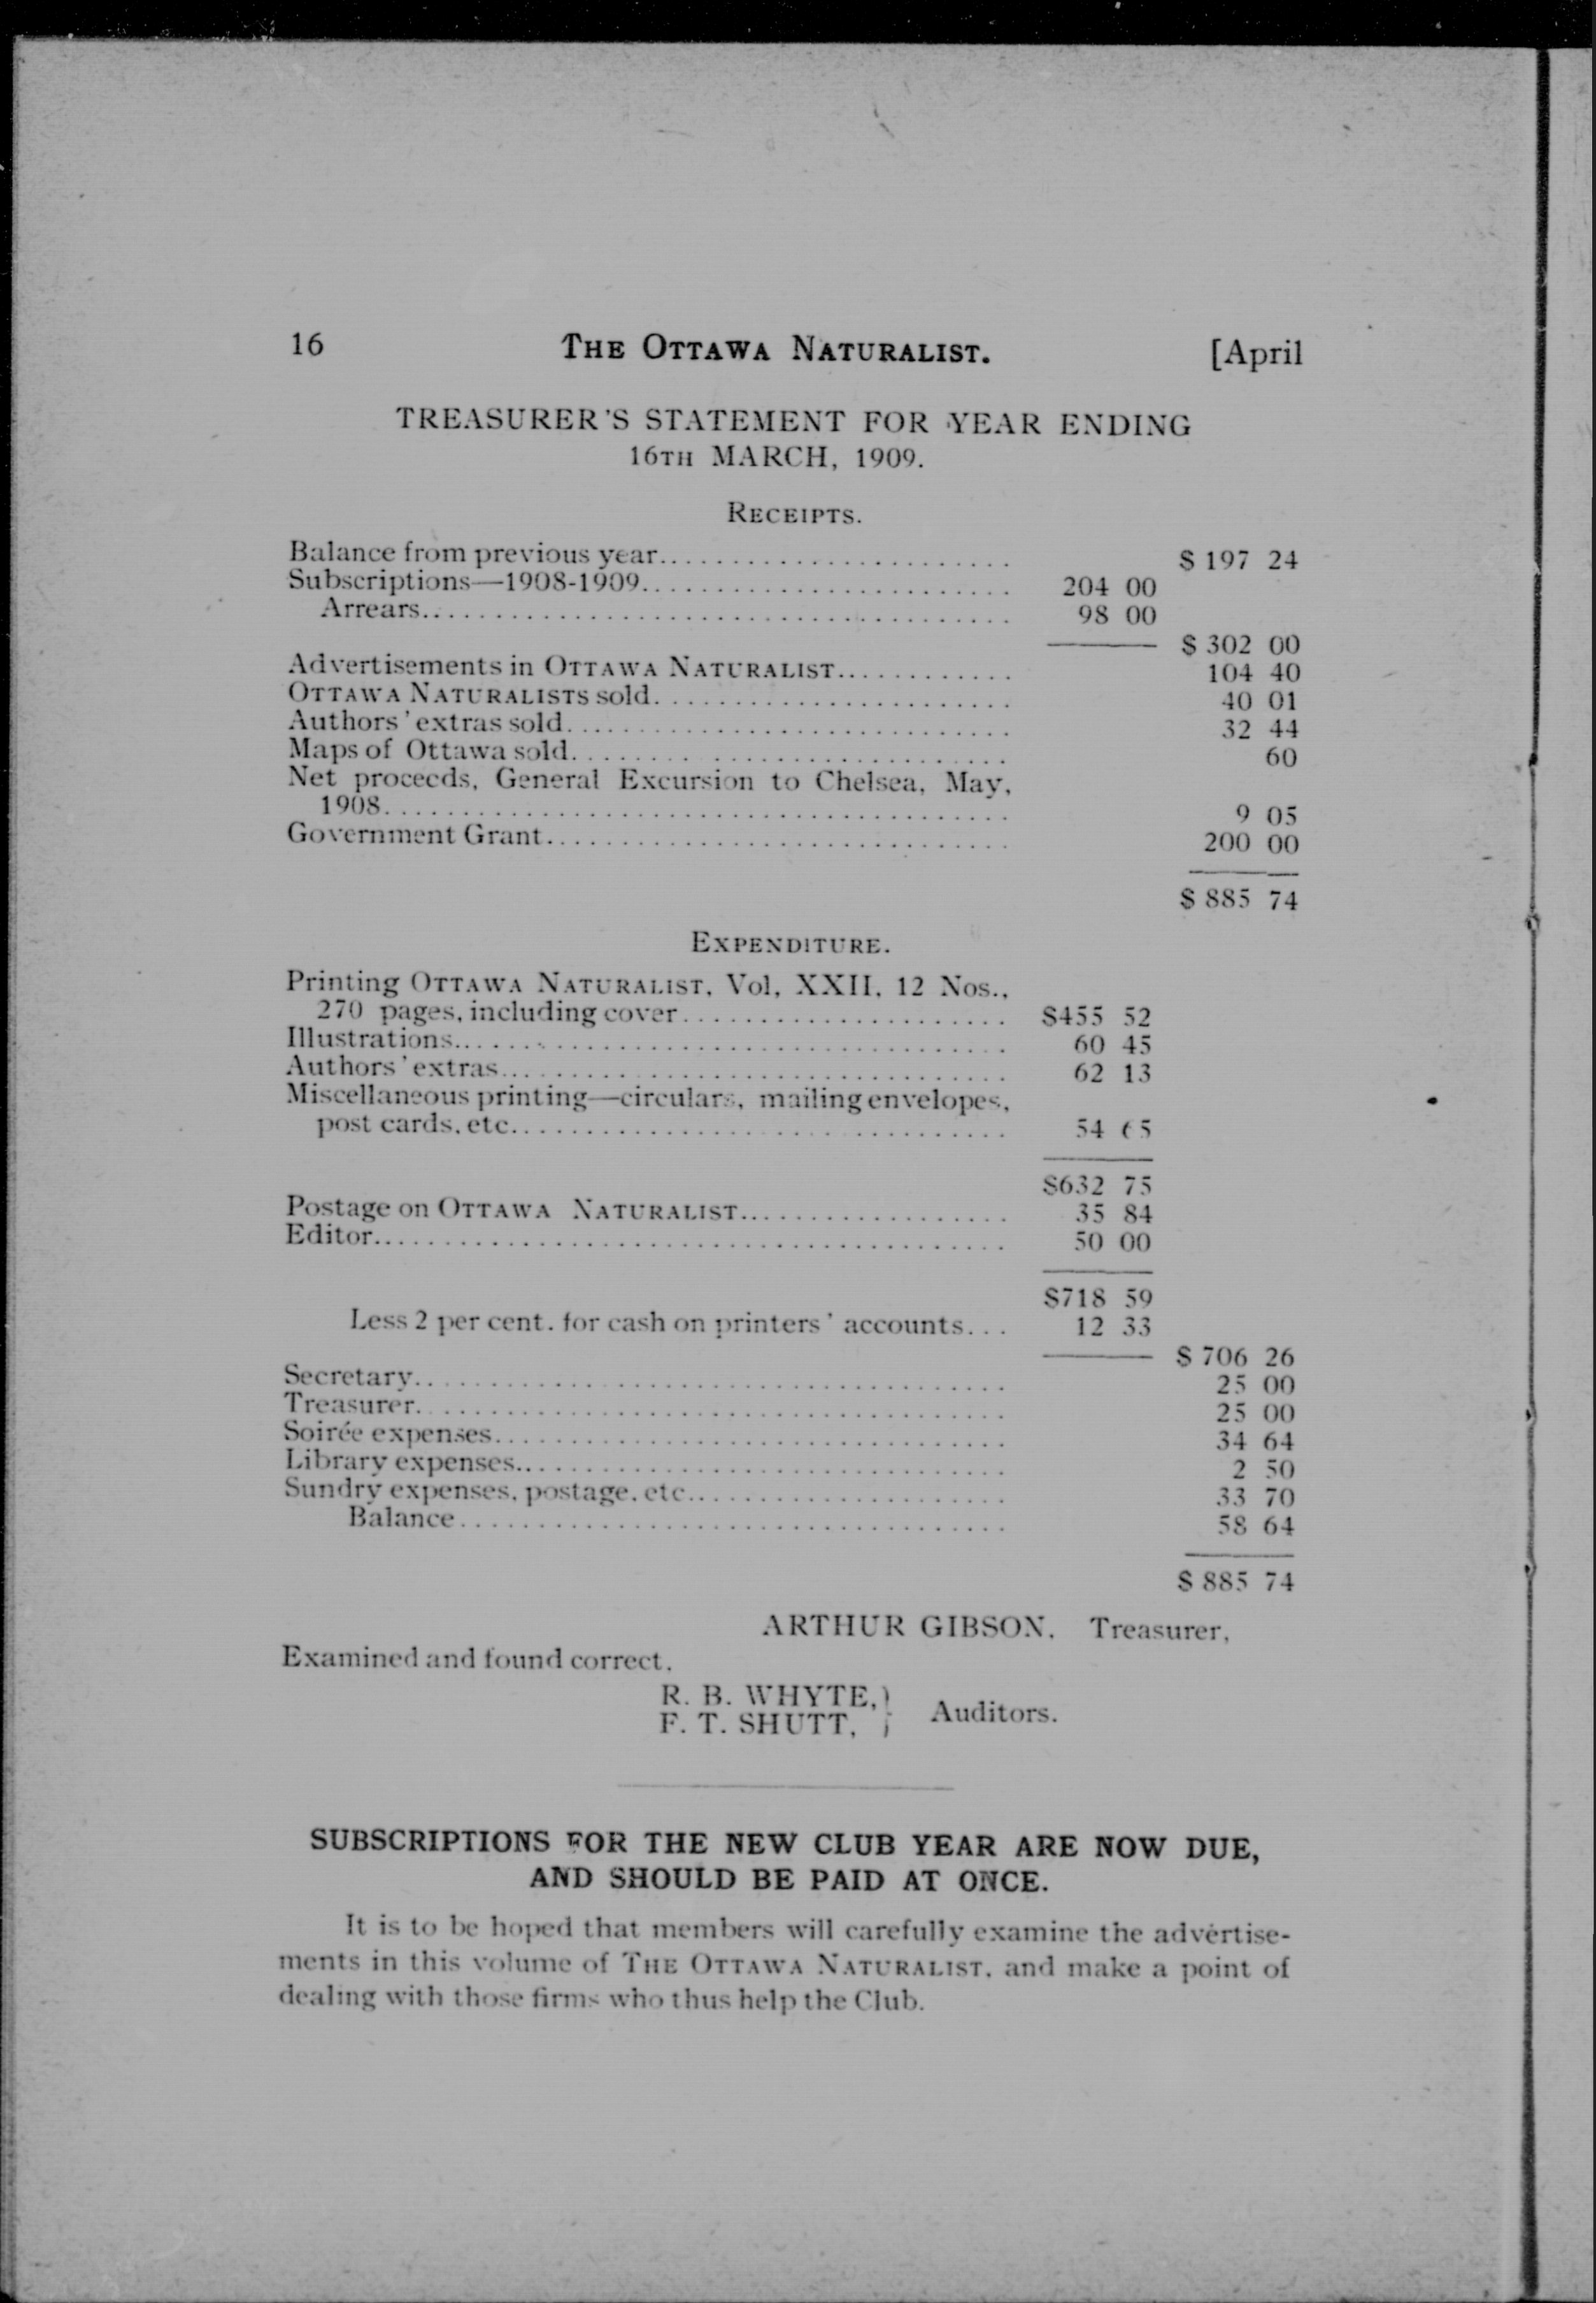 16 THE OTTAWA NATURALIST. [April
TREASURER'S STATEMENT FOR YEAR ENDING
16TH MARCH, 1909.
RECEIPTS.
Balance from previous year........................ $ 197 24
Subscriptions—1908-1909........................ 204 00
Arrears...................................... 98 00
$ 302 00
Advertisements in OTTAWA NATURALIST............ 104 40
OTTAWA NATURALISTS sold....................... 40 01
Authors' extras sold............................. 32 44
Maps of Ottawa sold............................ 60
Net proceeds, General Excursion to Chelsea, May,
1908........................................ 9 05
Government Grant.............................. 200 00
$ 885 74
EXPENDITURE.
Printing OTTAWA NATURALIST, Vol, XXII, 12 Nos.,
270 pages, including cover..................... $455 52
Illustrations.................................... 60 45
Authors' extras................................. 62 13
Miscellaneous printing—circulars, mailing envelopes,
post cards, etc................................ 54 65
$632 75
Postage on OTTAWA NATURALIST.................. 35 84
Editor......................................... 50 00
$718 59
Less 2 per cent. for cash on printers' accounts... 12 33
$ 706 26
Secretary...................................... 25 00
Treasurer...................................... 25 00
Soirée expenses................................. 34 64
Library expenses................................ 2 50
Sundry expenses, postage, etc..................... 33 70
Balance................................... 58 64
$ 885 74
ARTHUR GIBSON, Treasurer,
Examined and found correct.
R. B. WHYTE, }
F. T. SHUTT, } Auditors.
SUBSCRIPTIONS FOR THE NEW CLUB YEAR ARE NOW DUE,
AND SHOULD BE PAID AT ONCE.
It is to be hoped that members will carefully examine the advertise-
ments in this volume of THE OTTAWA NATURALIST, and make a point of
dealing with those firms who thus help the Club.